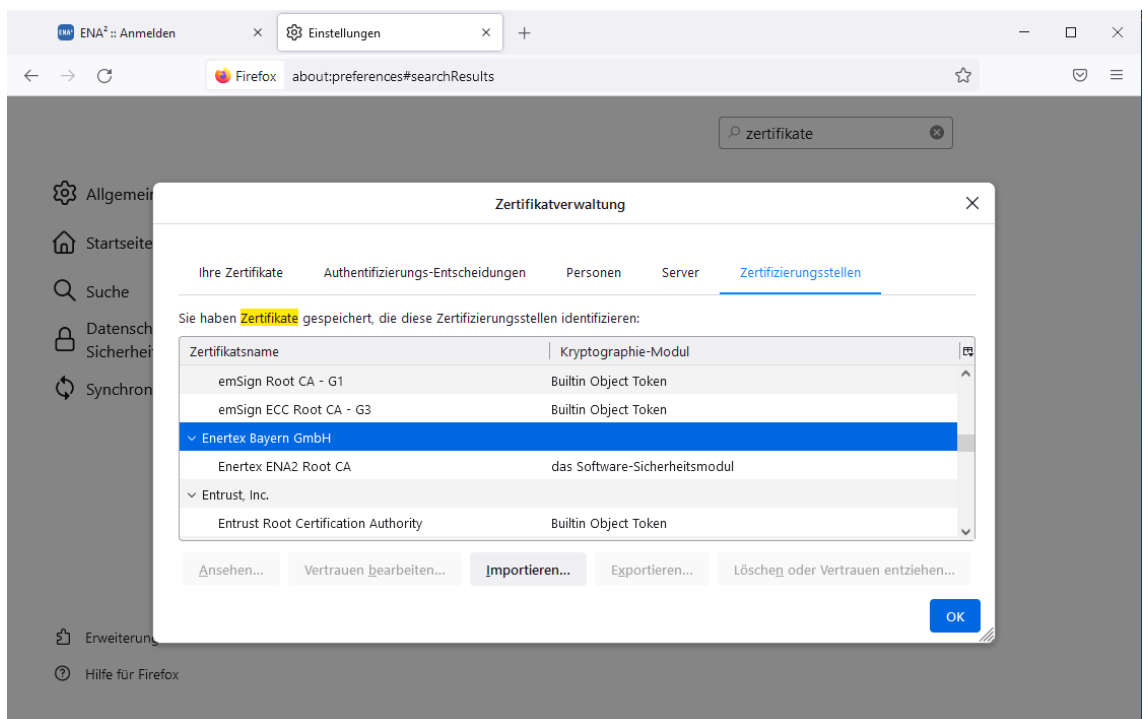 ENA² :: Anmelden
Einstellungen
Firefox about:preferences#searchResults
zertifikate
Allgemein
Startseite
Suche
Datensch
Sicherhei
Synchron
Erweiterung
Hilfe für Firefox
Zertifikatverwaltung
Ihre Zertifikate Authentifizierungs-Entscheidungen Personen Server Zertifizierungsstellen
Sie haben Zertifikate gespeichert, die diese Zertifizierungsstellen identifizieren:
Zertifikatsname Kryptographie-Modul
emSign Root CA - G1 Builtin Object Token
emSign ECC Root CA - G3 Builtin Object Token
Enertex Bayern GmbH
Enertex ENA2 Root CA das Software-Sicherheitsmodul
Entrust, Inc.
Entrust Root Certification Authority Builtin Object Token
Ansehen... Vertrauen bearbeiten... Importieren... Exportieren... Löschen oder Vertrauen entziehen...
OK